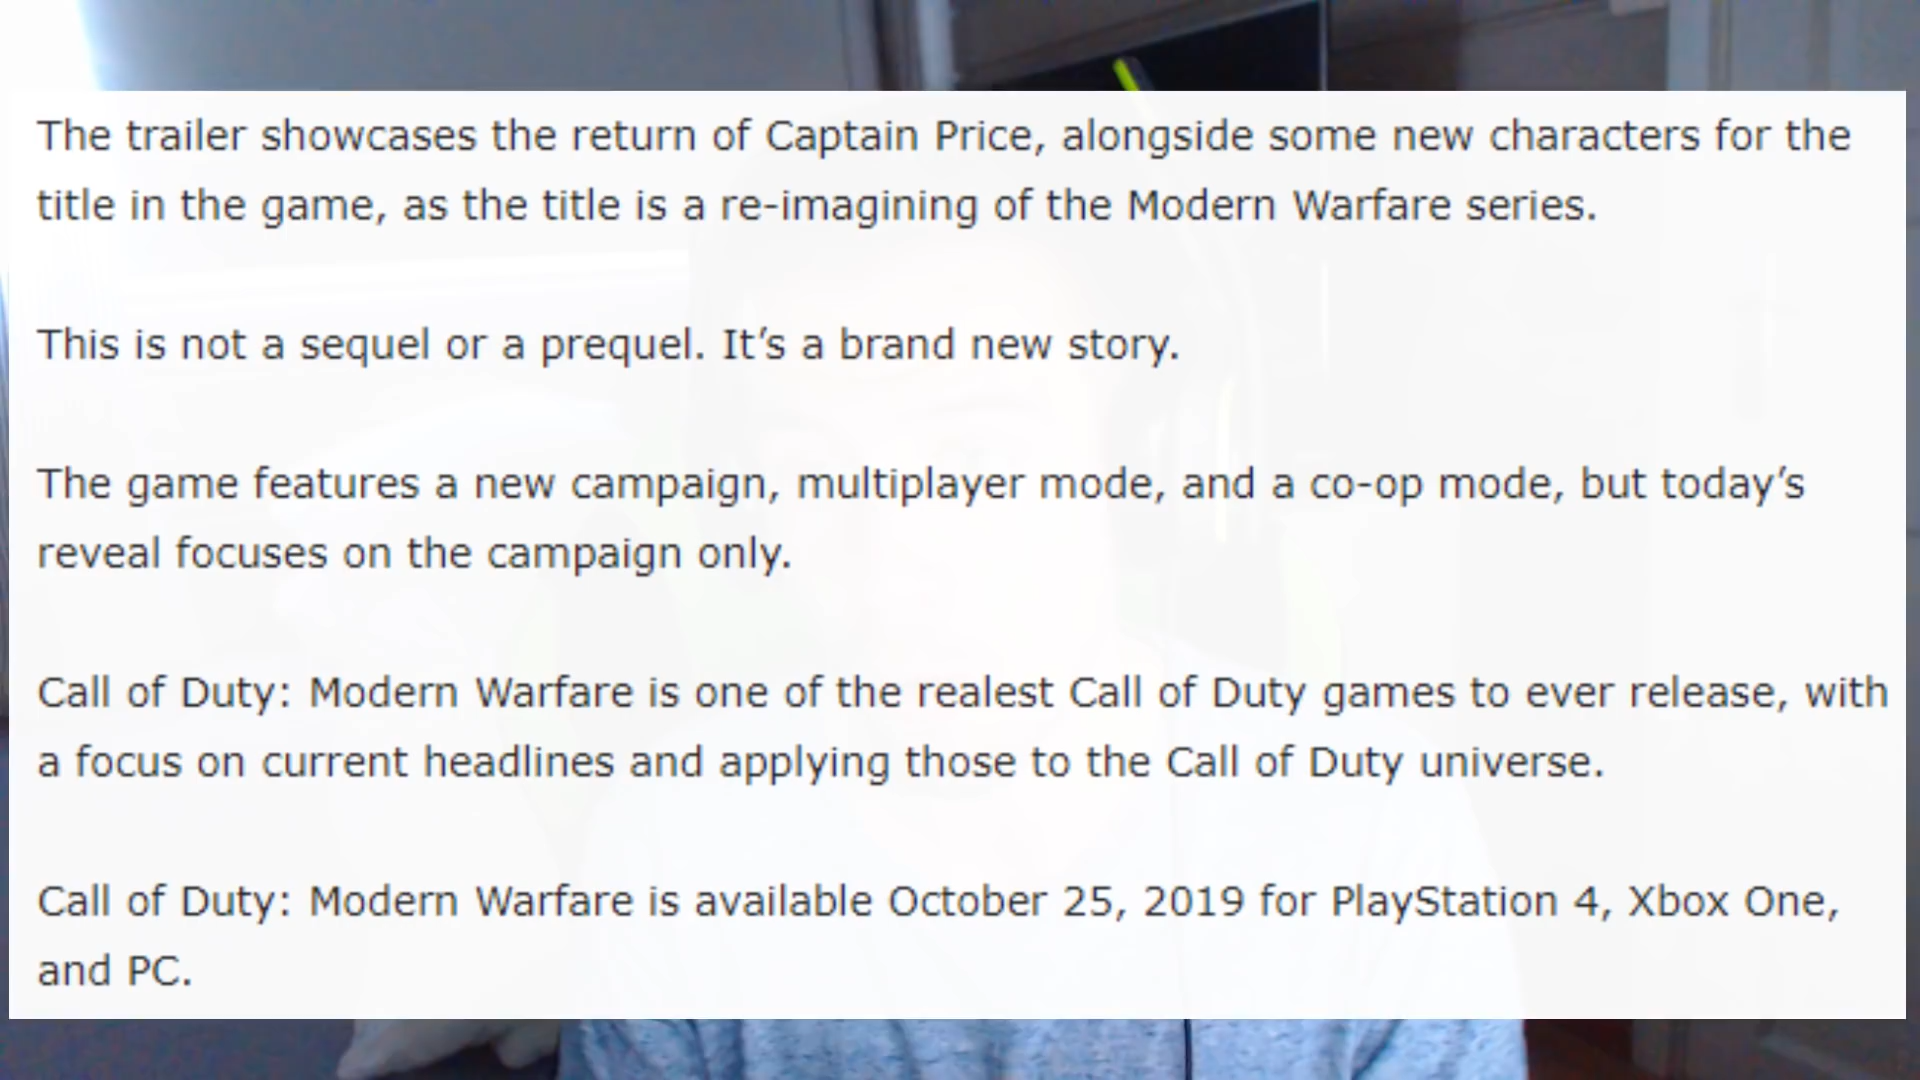 The trailer showcases the return of Captain Price, alongside some new characters for the
title in the game, as the title is a re-imagining of the Modern Warfare series.
This is not a sequel or a prequel. It’s a brand new story.
The game features a new campaign, multiplayer mode, and a co-op mode, but today’s
reveal focuses on the campaign only.
Call of Duty: Modern Warfare is one of the realest Call of Duty games to ever release, with
a focus on current headlines and applying those to the Call of Duty universe.
Call of Duty: Modern Warfare is available October 25, 2019 for PlayStation 4, Xbox One,
and PC.